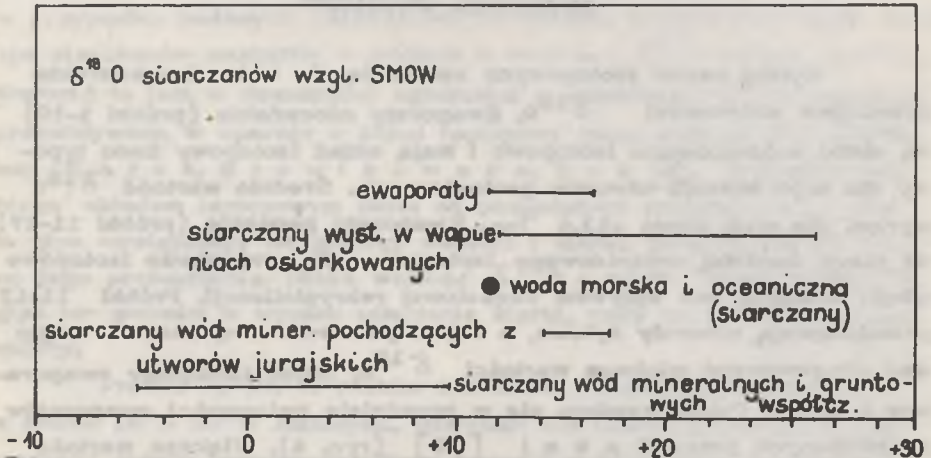 δ¹⁸ O siarczanów wzgl. SMOW
ewaporaty
siarczany wyst. w wapie
niach osiarkowanych
woda morska i oceaniczna
(siarczany)
siarczany wód miner. pochodzących z
utworów jurajskich
siarczany wód mineralnych i grunto-
wych współcz.
-10 0 +10 +20 +30